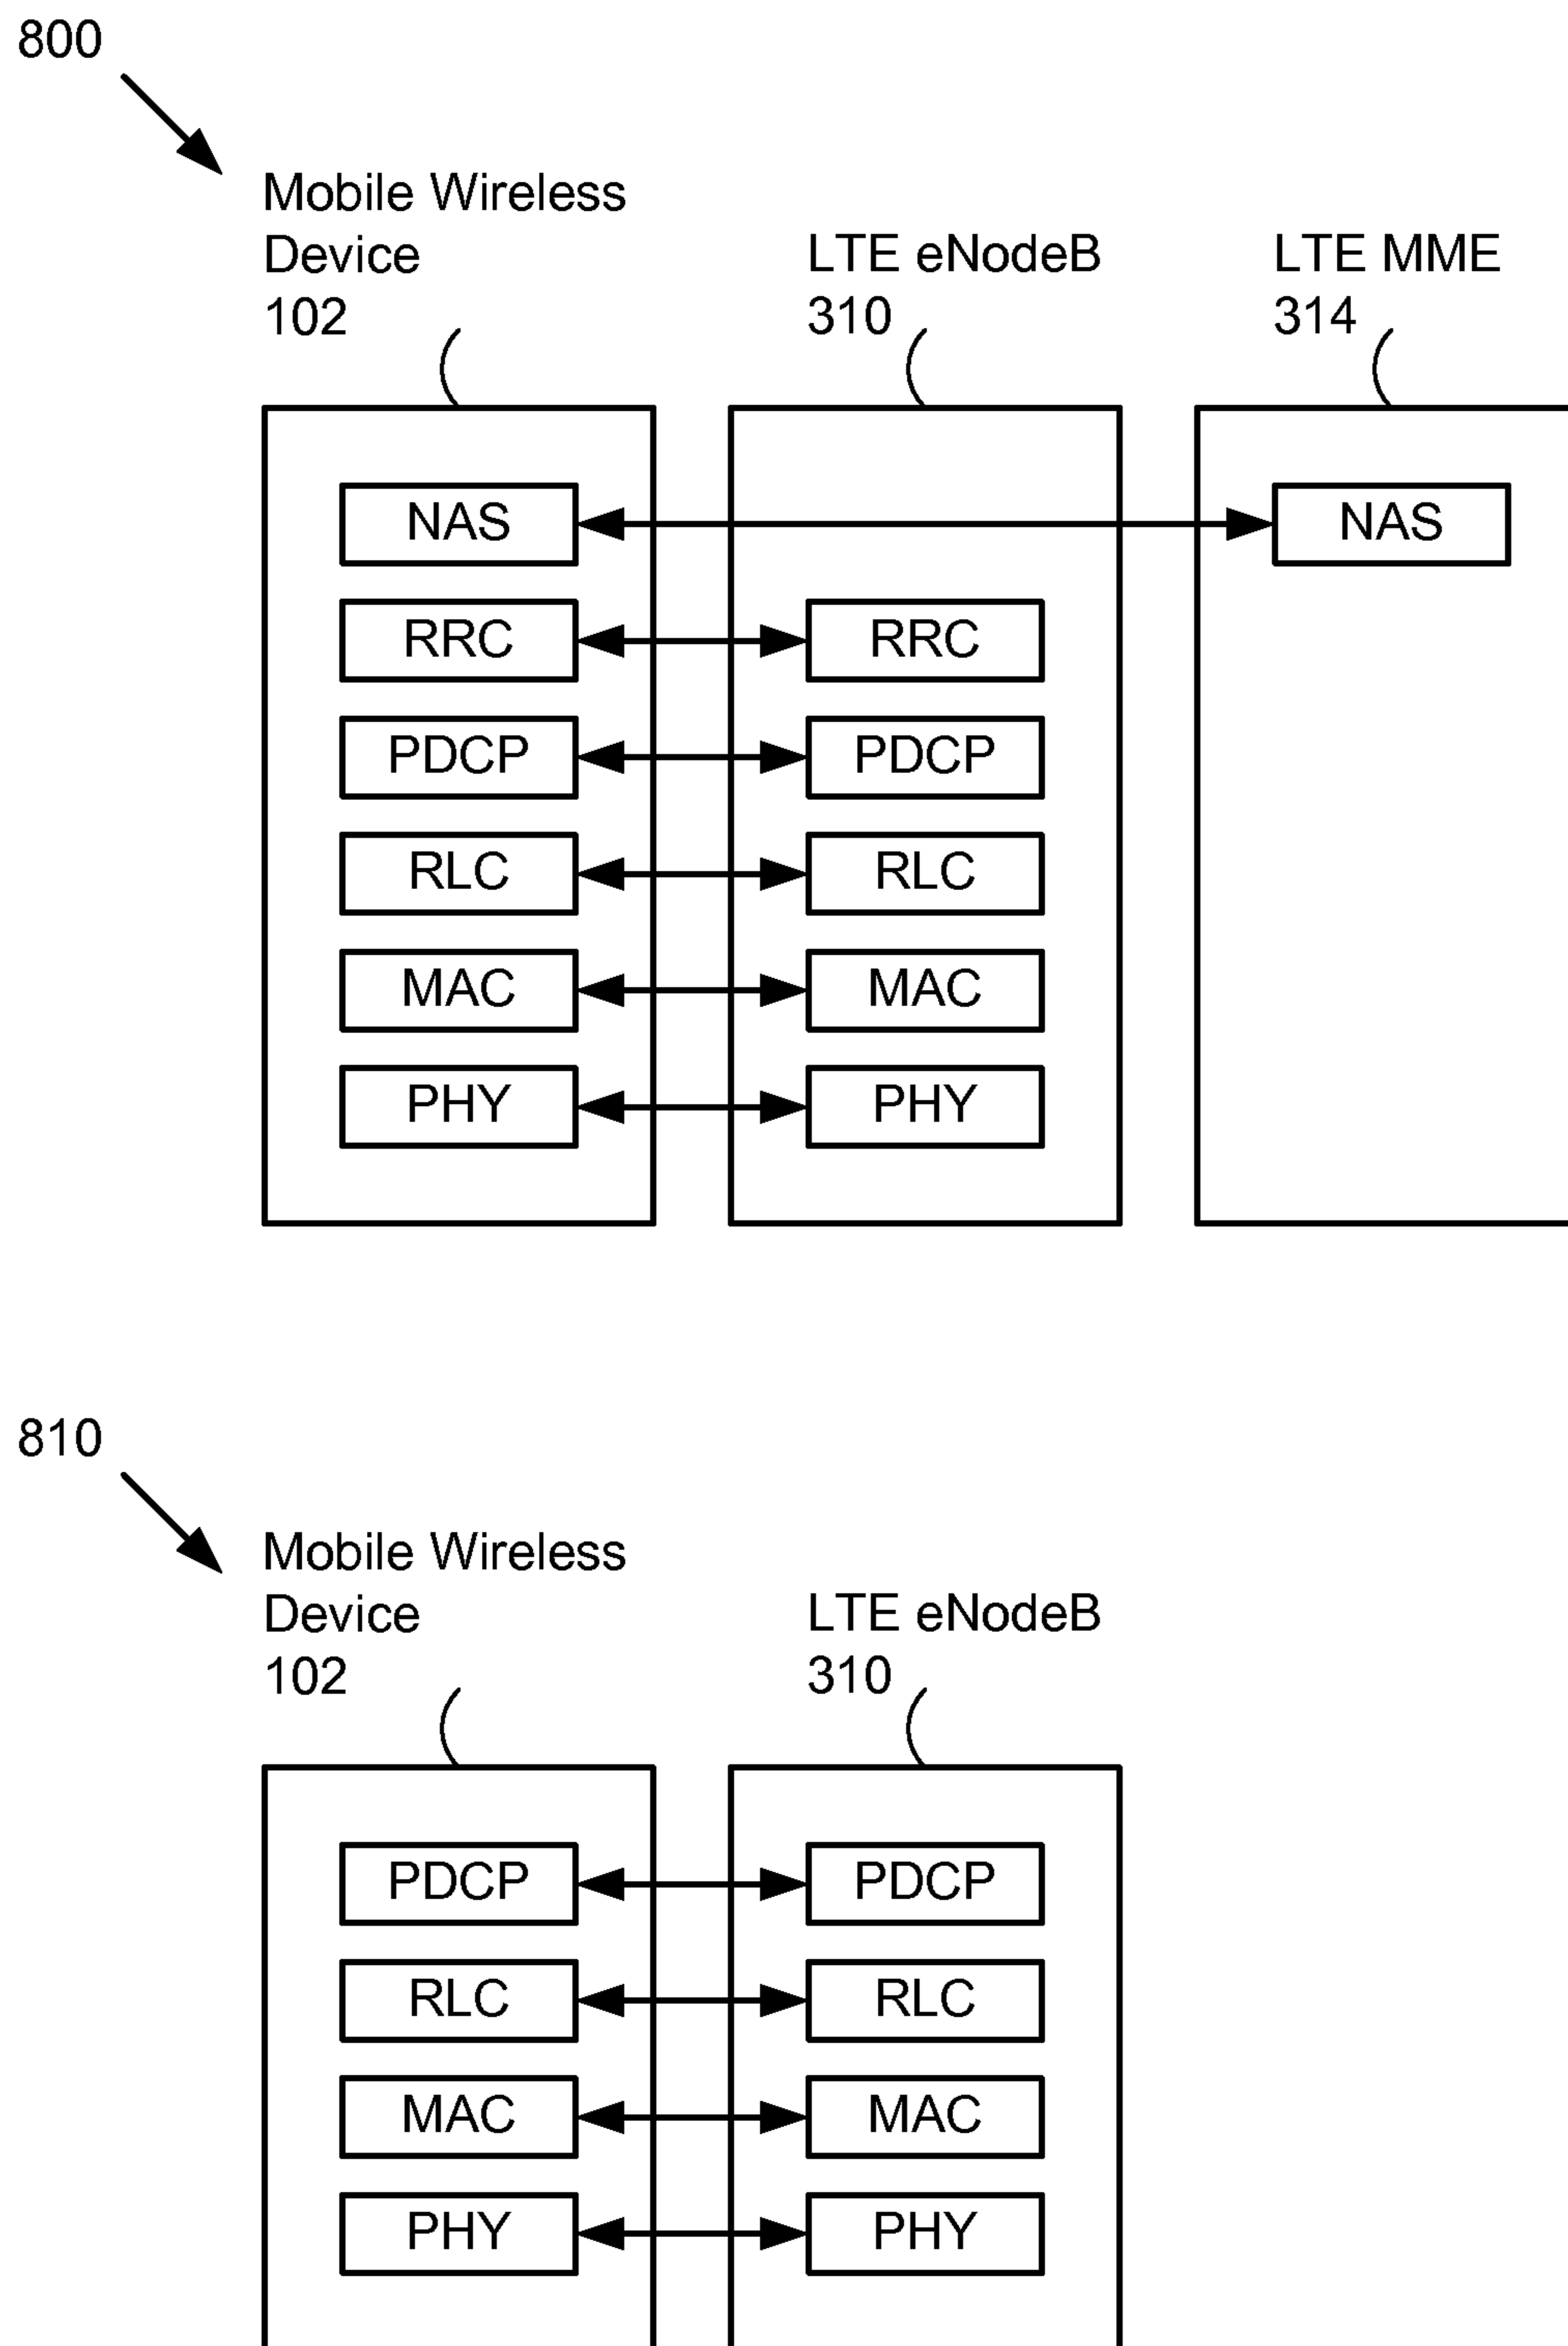 800
Mobile Wireless
Device
102
LTE eNodeB
310
LTE MME
314
NAS
NAS
RRC
RRC
PDCP
PDCP
RLC
RLC
MAC
MAC
PHY
PHY
810
Mobile Wireless
Device
102
LTE eNodeB
310
PDCP
PDCP
RLC
RLC
MAC
MAC
PHY
PHY